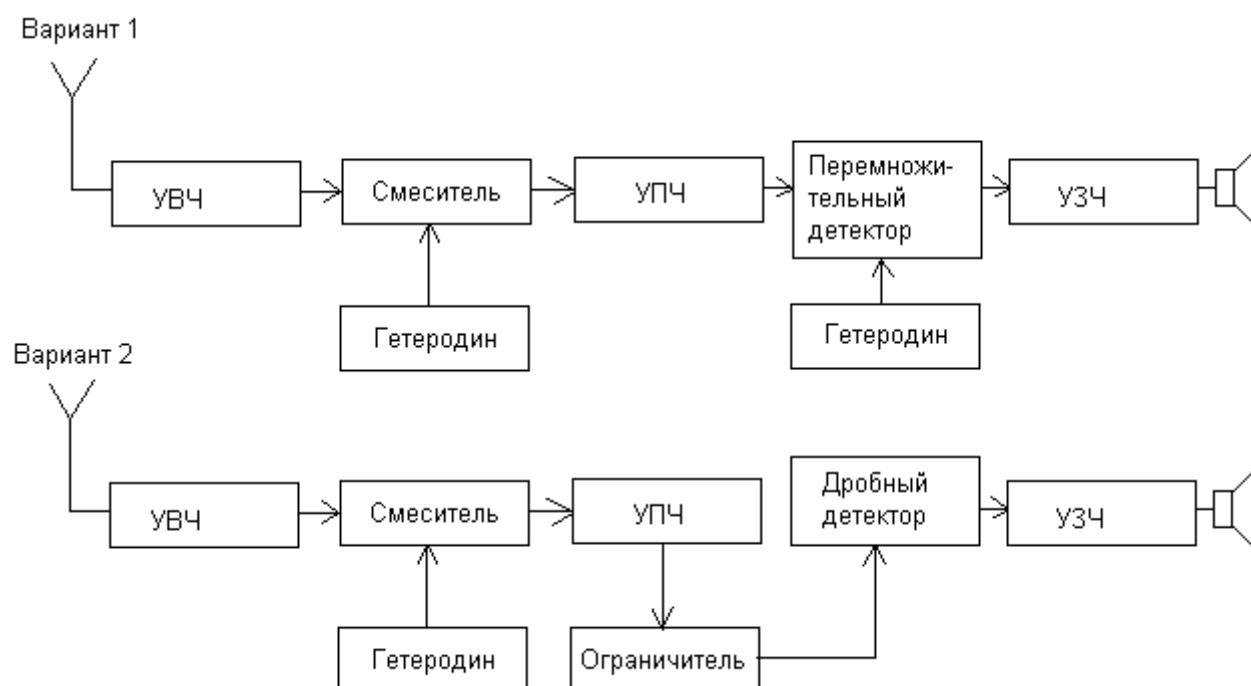 Вариант 1
УВЧ
Смеситель
УПЧ
Перемножи-
тельный
детектор
УЗЧ
Гетеродин
Гетеродин
Вариант 2
УВЧ
Смеситель
УПЧ
Дробный
детектор
УЗЧ
Гетеродин
Ограничитель